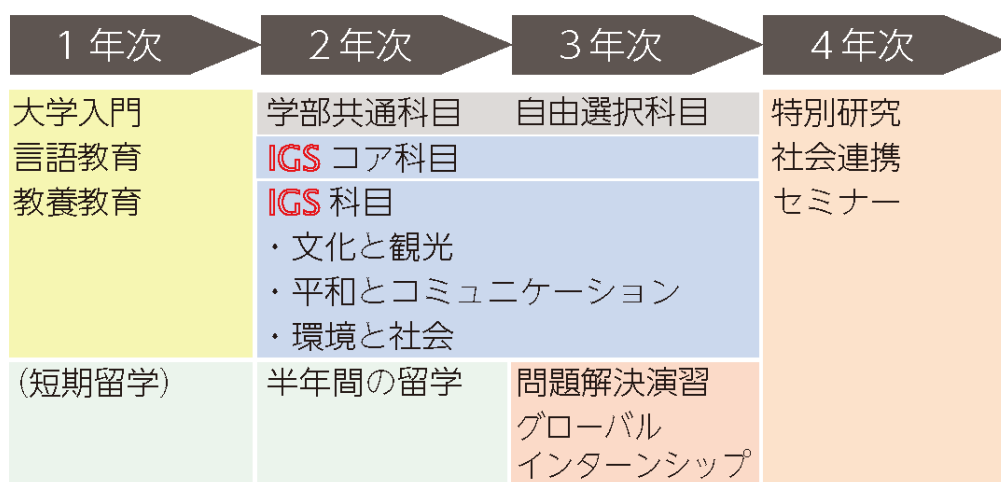 1年次
2年次
3年次
4年次
大学入門
言語教育
教養教育
(短期留学)
学部共通科目 自由選択科目
IGS コア科目
IGS 科目
・文化と観光
・平和とコミュニケーション
・環境と社会
半年間の留学
問題解決演習
グローバル
インターンシップ
特別研究
社会連携
セミナー